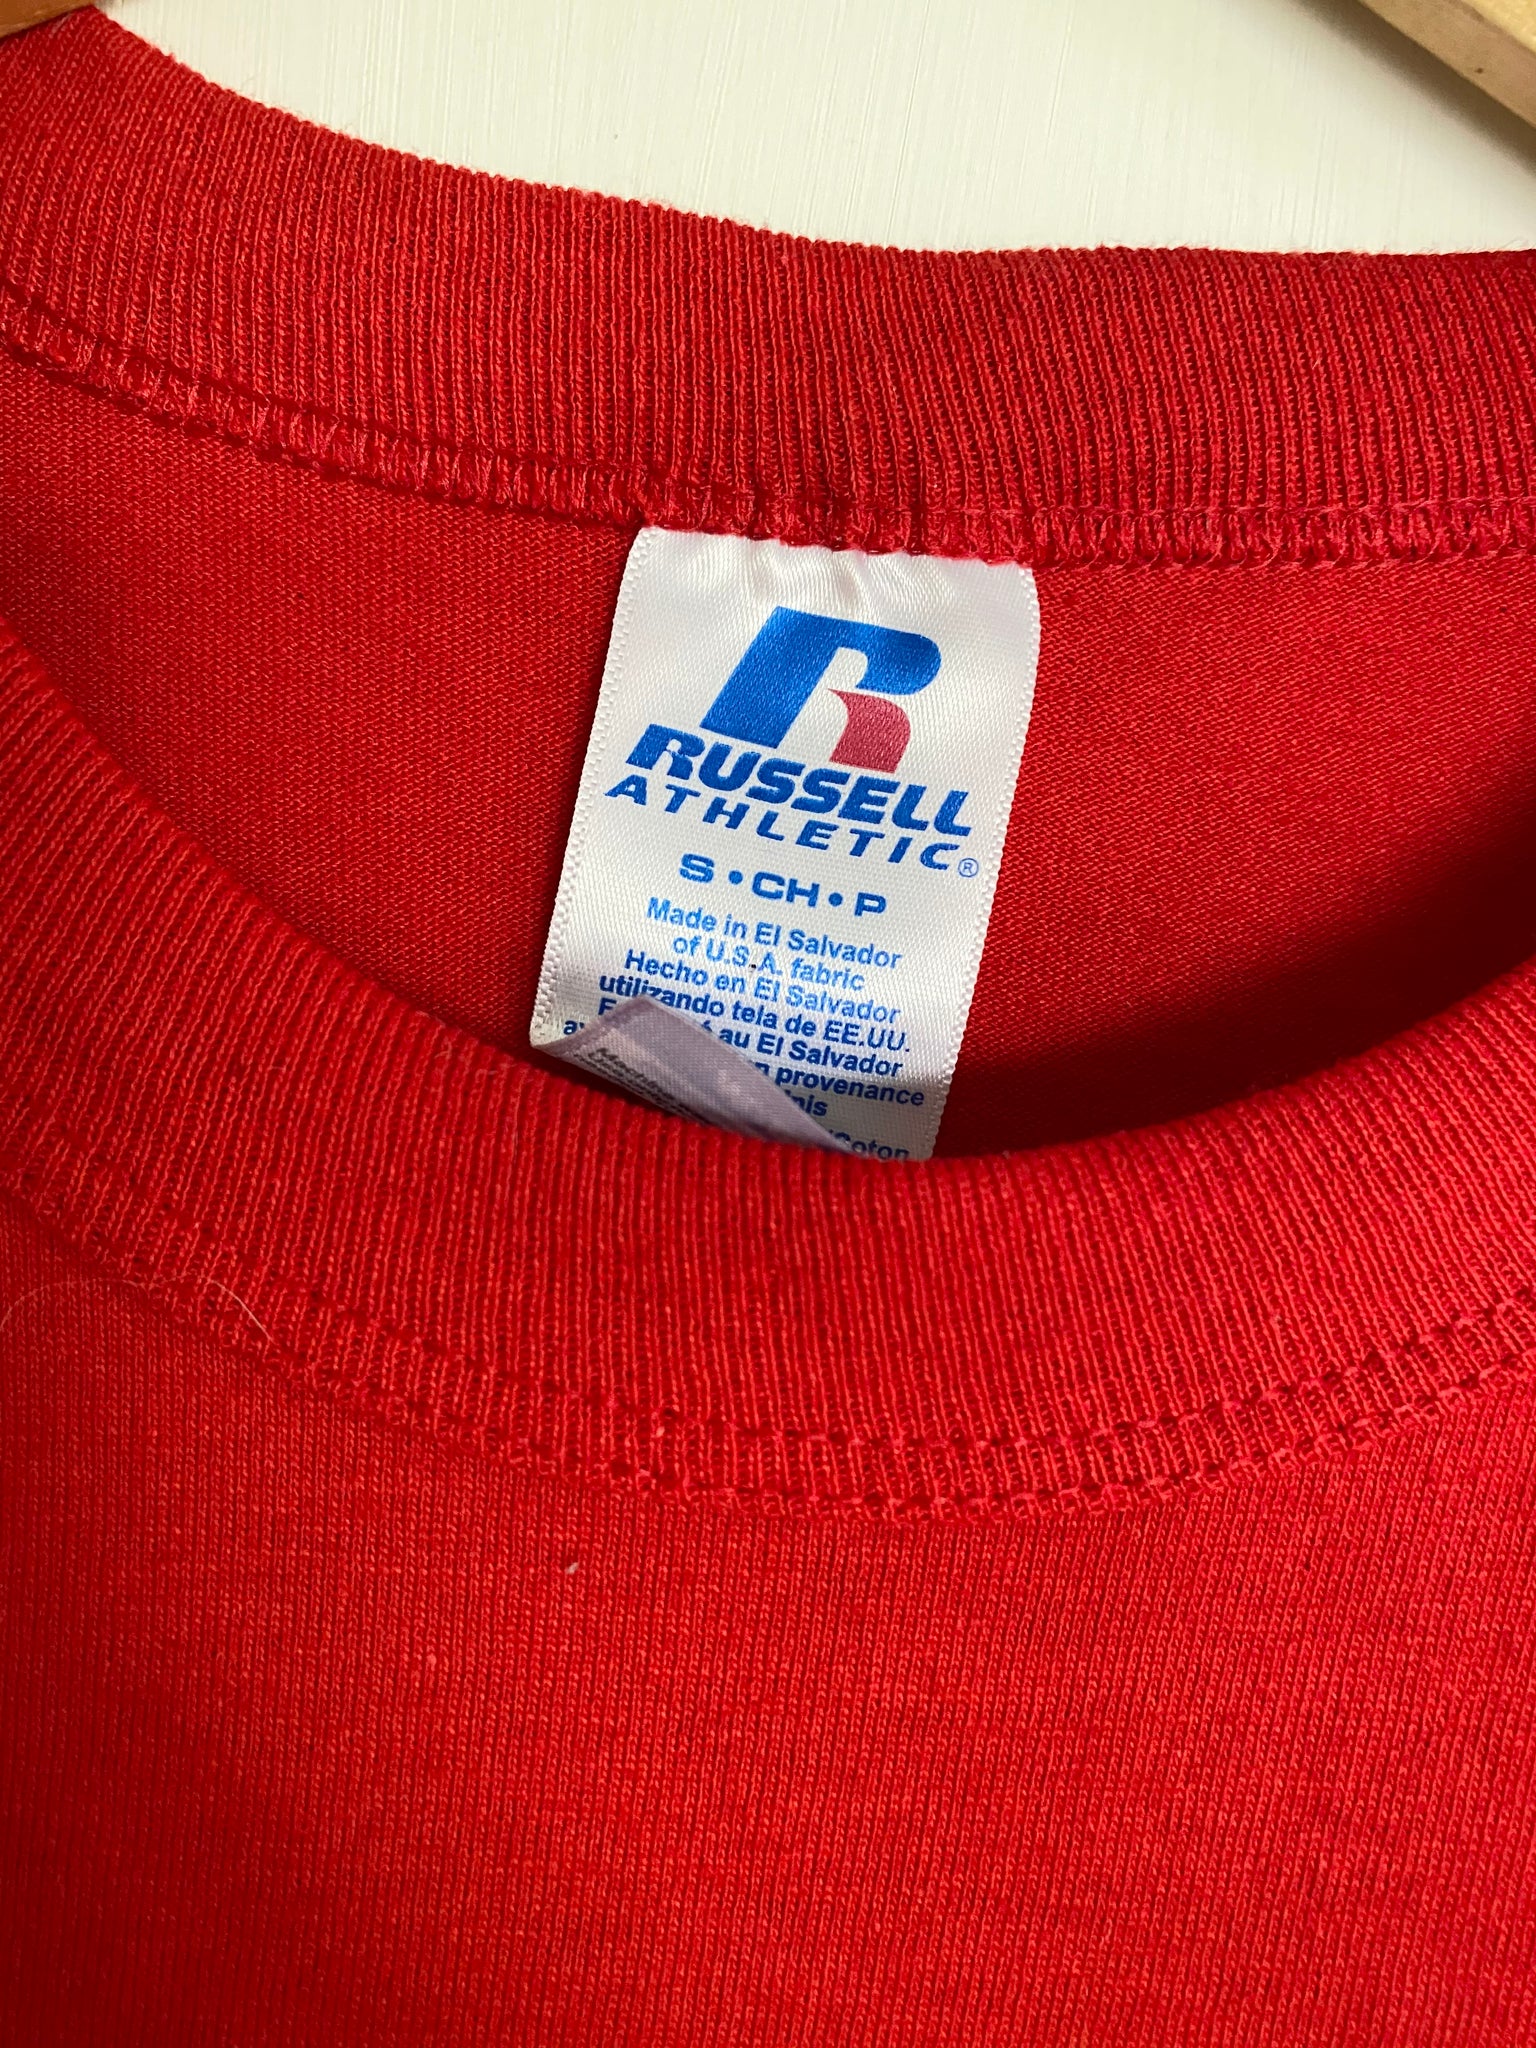 RUSSELL
ATHLETIC®
S • CH • P
Made in El Salvador
of U.S.A. fabric
Hecho en El Salvador
utilizando tela de EE.UU.
au El Salvador
provenance
Coton